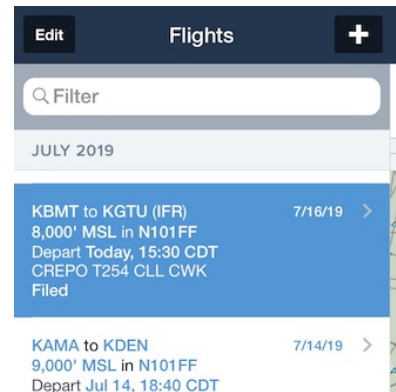 Edit Flights +
Filter
JULY 2019
KBMT to KGTU (IFR) 7/16/19
8,000' MSL in N101FF
Depart Today, 15:30 CDT
CREPO T254 CLL CWK
Filed
KAMA to KDEN 7/14/19
9,000' MSL in N101FF
Depart Jul 14, 18:40 CDT